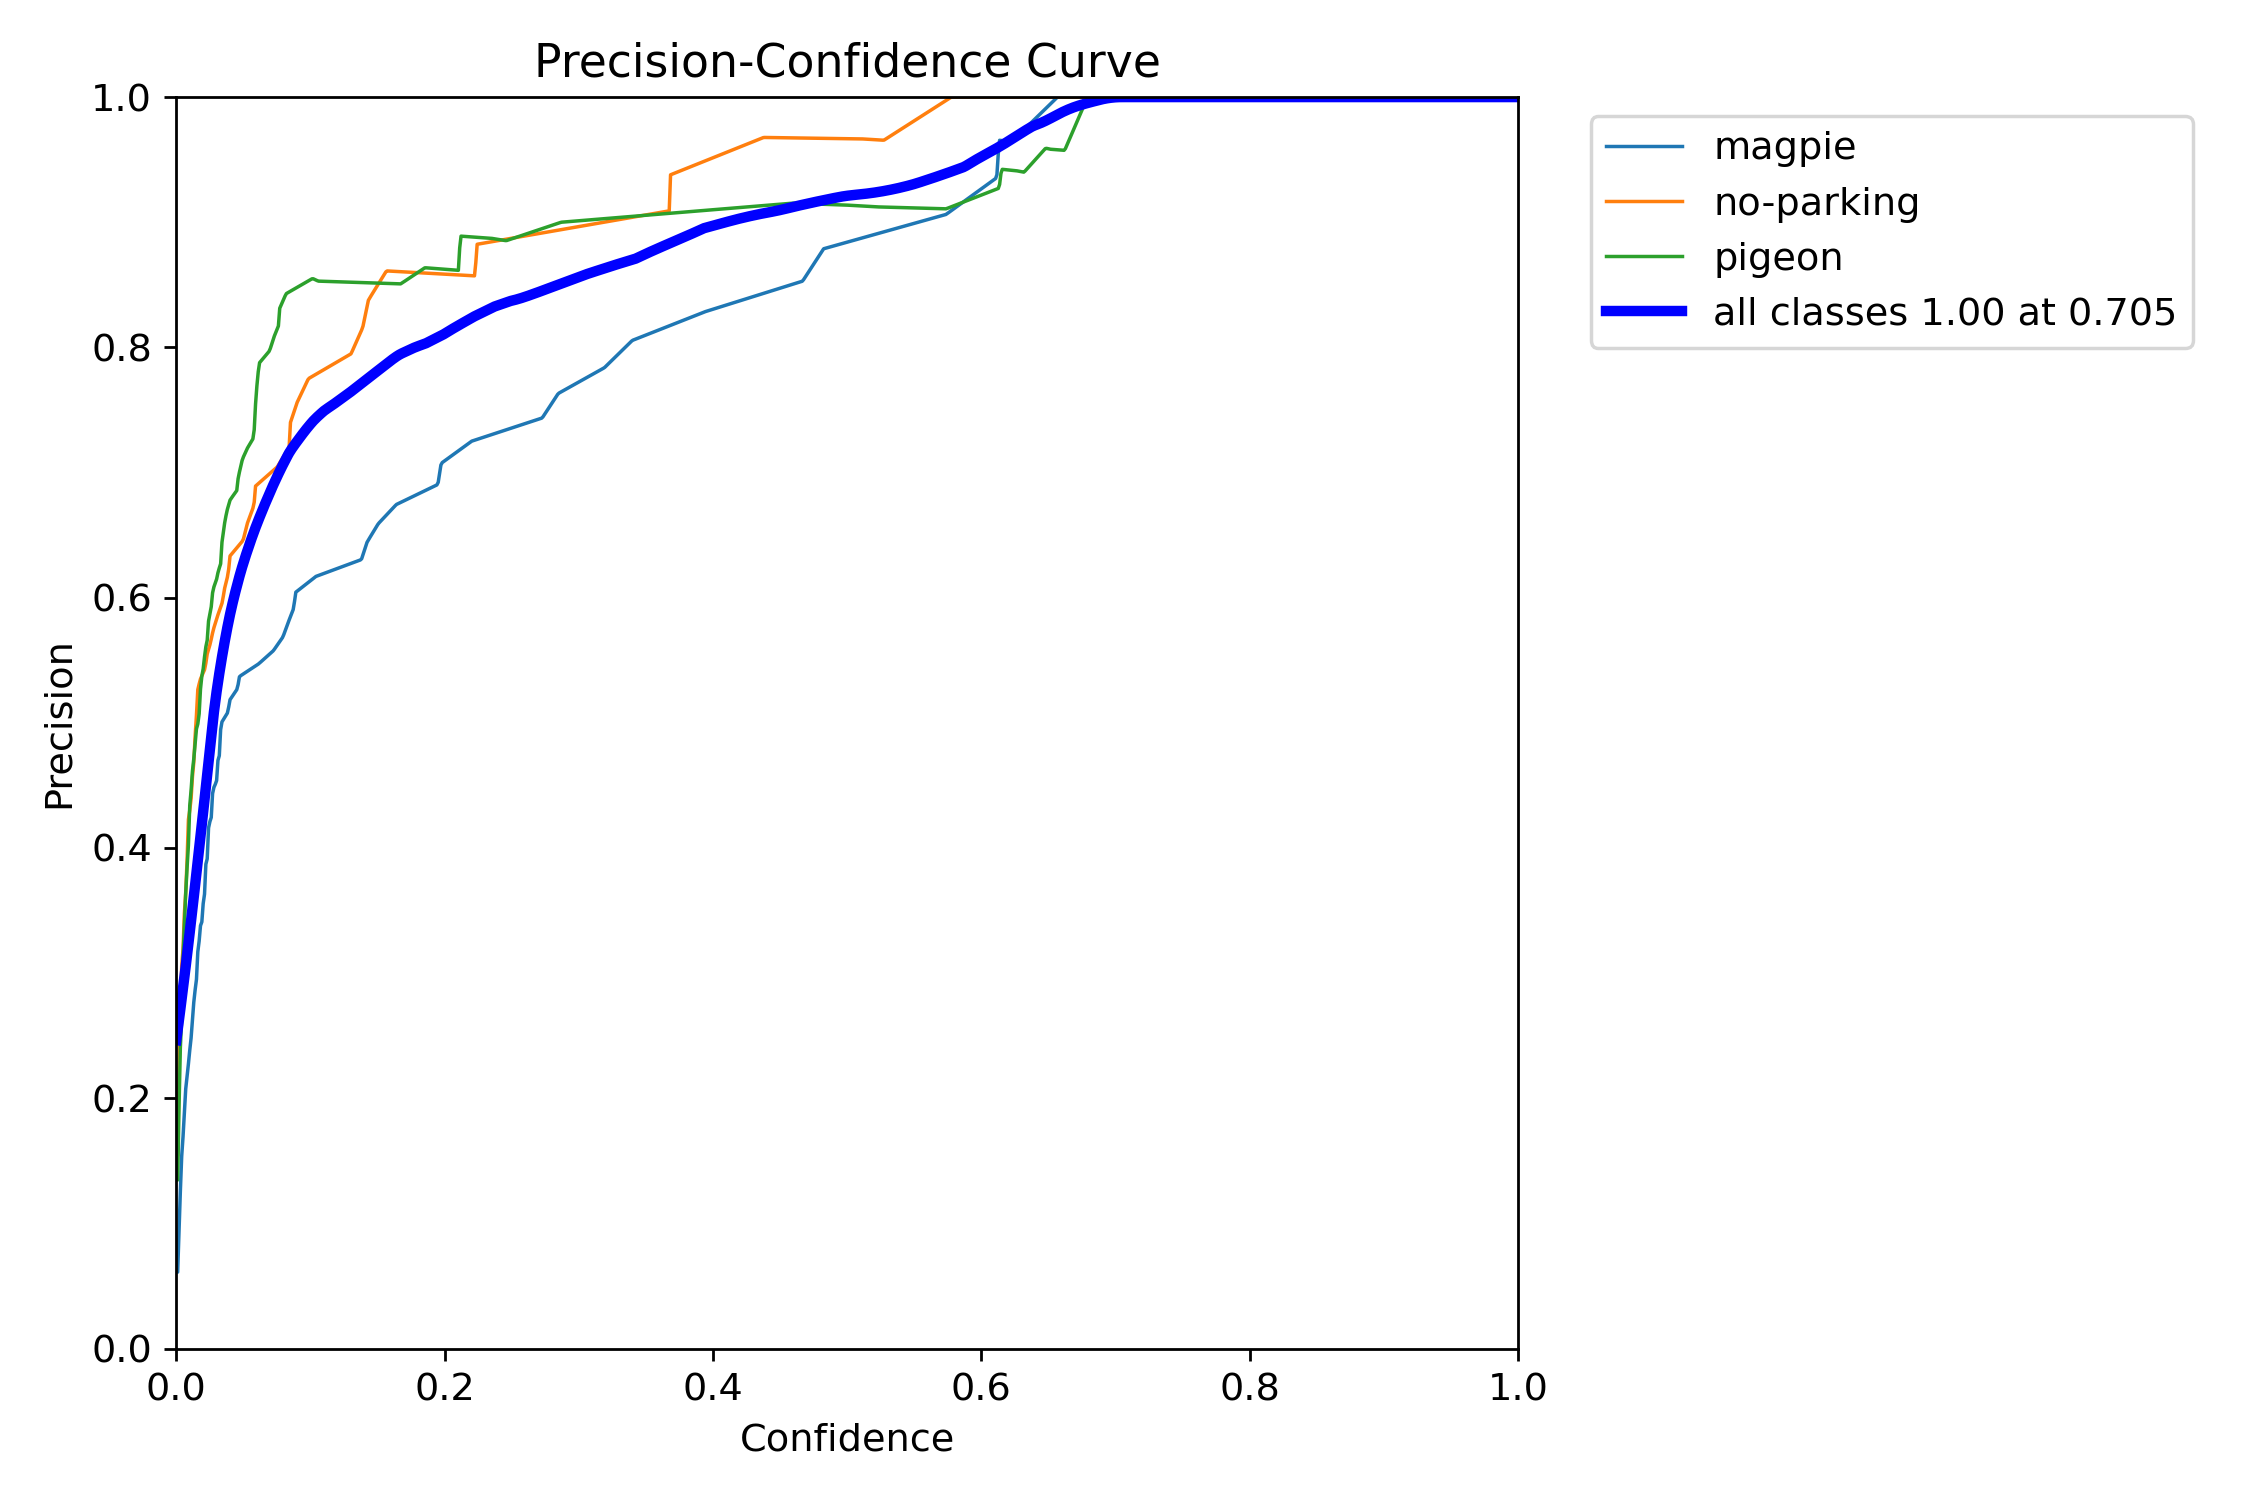 Precision-Confidence Curve
1.0
0.8
0.6
0.4
0.2
0.0
Precision
0.0 0.2 0.4 0.6 0.8 1.0
Confidence
magpie
no-parking
pigeon
all classes 1.00 at 0.705